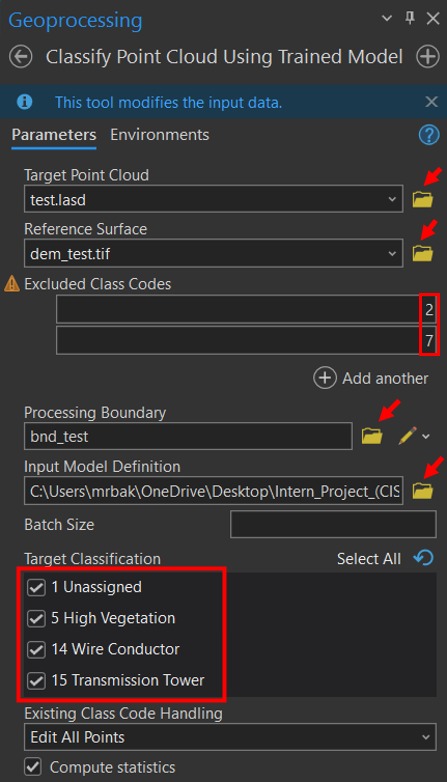 Geoprocessing
Classify Point Cloud Using Trained Model
This tool modifies the input data.
Parameters Environments
Target Point Cloud
test.lasd
Reference Surface
dem_test.tif
Excluded Class Codes
2
7
Add another
Processing Boundary
bnd_test
Input Model Definition
C:\Users\mrbak\OneDrive\Desktop\Intern_Project_(CIS
Batch Size
Target Classification Select All
1 Unassigned
5 High Vegetation
14 Wire Conductor
15 Transmission Tower
Existing Class Code Handling
Edit All Points
Compute statistics